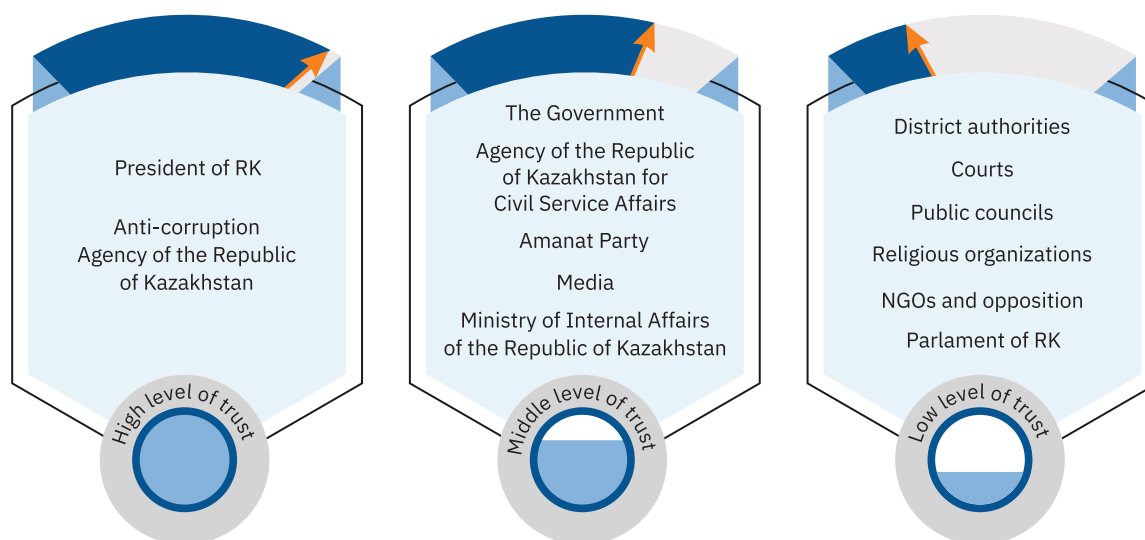 President of RK
Anti-corruption
Agency of the Republic
of Kazakhstan
High level of trust
The Government
Agency of the Republic
of Kazakhstan for
Civil Service Affairs
Amanat Party
Media
Ministry of Internal Affairs
of the Republic of Kazakhstan
Middle level of trust
District authorities
Courts
Public councils
Religious organizations
NGOs and opposition
Parlament of RK
Low level of trust